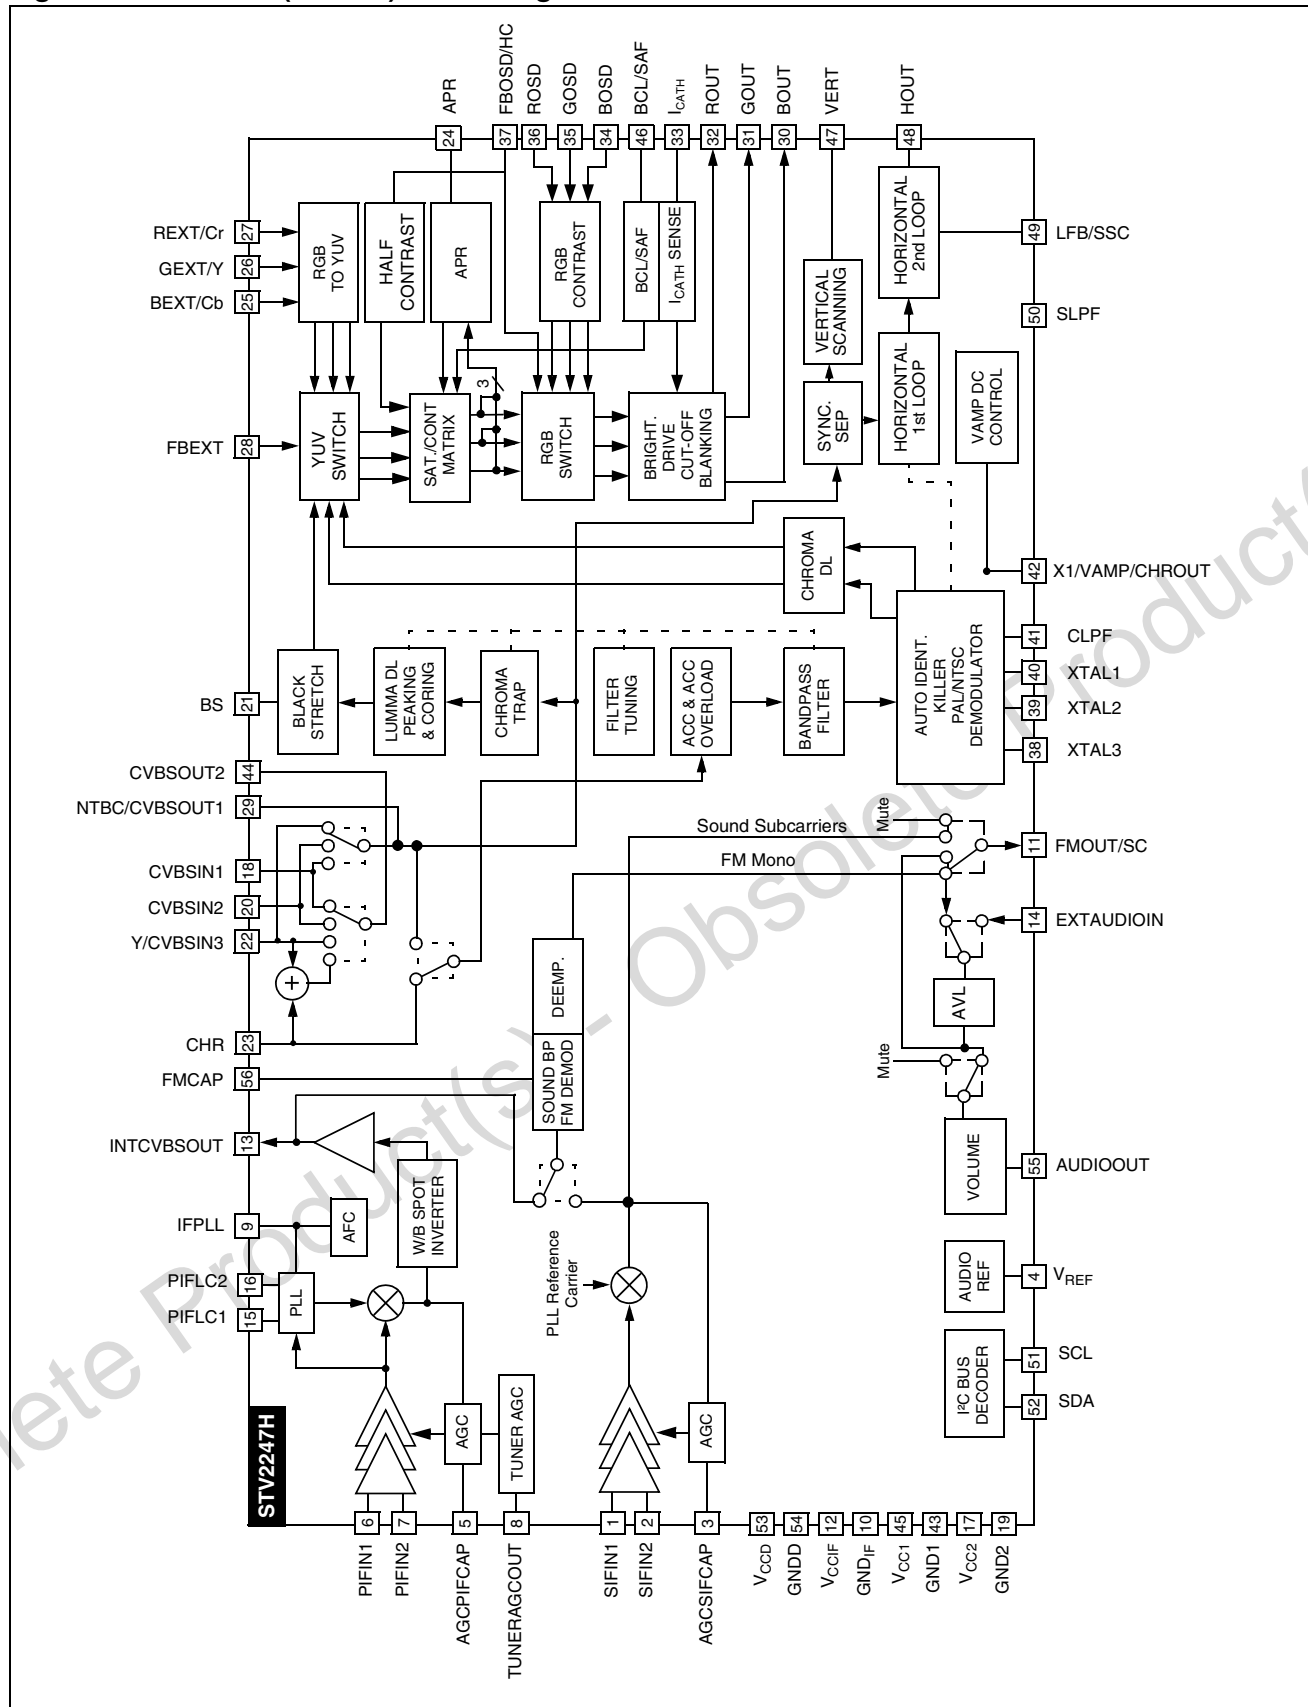 APR
FBOSD/HC
ROSD
GOSD
BOSD
BCL/SAF
ICATH
ROUT
GOUT
BOUT
VERT
HOUT
24
37
36
35
34
46
33
32
31
30
47
48
REXT/Cr
27
GEXT/Y
26
BEXT/Cb
25
RGB
TO YUV
HALF
CONTRAST
APR
RGB
CONTRAST
BCL/SAF
ICATH SENSE
HORIZONTAL
2nd LOOP
49
LFB/SSC
VERTICAL
SCANNING
50
SLPF
FBEXT
28
YUV
SWITCH
SAT./CONT
MATRIX
3
RGB
SWITCH
BRIGHT.
DRIVE
CUT-OFF
BLANKING
SYNC.
SEP
HORIZONTAL
1st LOOP
VAMP DC
CONTROL
CHROMA
DL
42
X1/VAMP/CHROUT
BS
21
BLACK
STRETCH
LUMMA DL
PEAKING
& CORING
CHROMA
TRAP
FILTER
TUNING
ACC & ACC
OVERLOAD
BANDPASS
FILTER
AUTO IDENT.
KILLER
PAL/NTSC
DEMODULATOR
41
CLPF
40
XTAL1
39
XTAL2
38
XTAL3
CVBSOUT2
44
NTBC/CVBSOUT1
29
CVBSIN1
18
CVBSIN2
20
Y/CVBSIN3
22
+
CHR
23
FMCAP
56
Sound Subcarriers
Mute
FM Mono
11
FMOUT/SC
14
EXTAUDIOIN
DEEMP.
SOUND BP
FM DEMOD
AVL
Mute
INTCVBSOUT
13
VOLUME
55
AUDIOOUT
IFPLL
9
AFC
W/B SPOT
INVERTER
PIFLC2
16
PIFLC1
15
PLL
PLL Reference
Carrier
AUDIO
REF
4
VREF
I²C BUS
DECODER
51
SCL
52
SDA
STV2247H
AGC
TUNER AGC
AGC
6
7
5
8
1
2
3
53
54
12
10
45
43
17
19
PIFIN1
PIFIN2
AGCPIFCAP
TUNERAGCOUT
SIFIN1
SIFIN2
AGCSIFCAP
VCCD
GNDD
VCCIF
GNDIF
VCC1
GND1
VCC2
GND2
lete Product(s) - Obsolete Product(